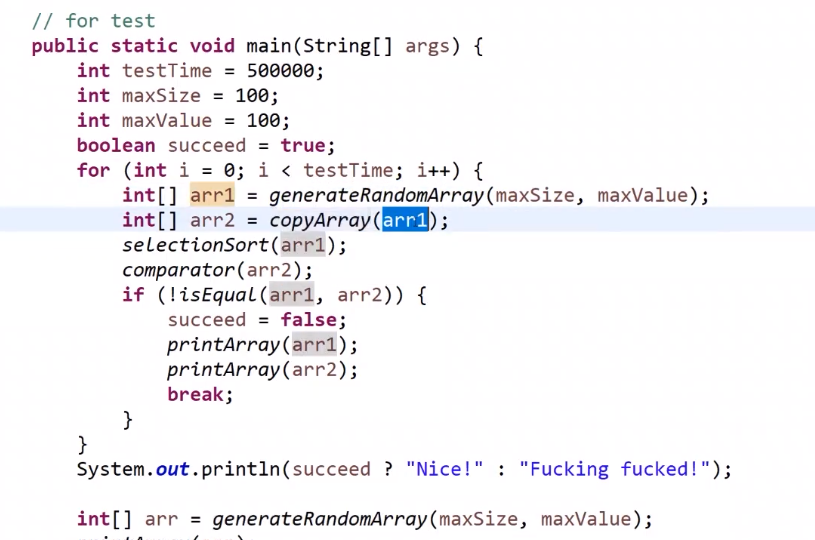 // for test
public static void main(String[] args) {
int testTime = 500000;
int maxSize = 100;
int maxValue = 100;
boolean succeed = true;
for (int i = 0; i < testTime; i++) {
int[] arr1 = generateRandomArray(maxSize, maxValue);
int[] arr2 = copyArray(arr1);
selectionSort(arr1);
comparator(arr2);
if (!isEqual(arr1, arr2)) {
succeed = false;
printArray(arr1);
printArray(arr2);
break;
}
}
System.out.println(succeed ? "Nice!" : "Fucking fucked!");
int[] arr = generateRandomArray(maxSize, maxValue);